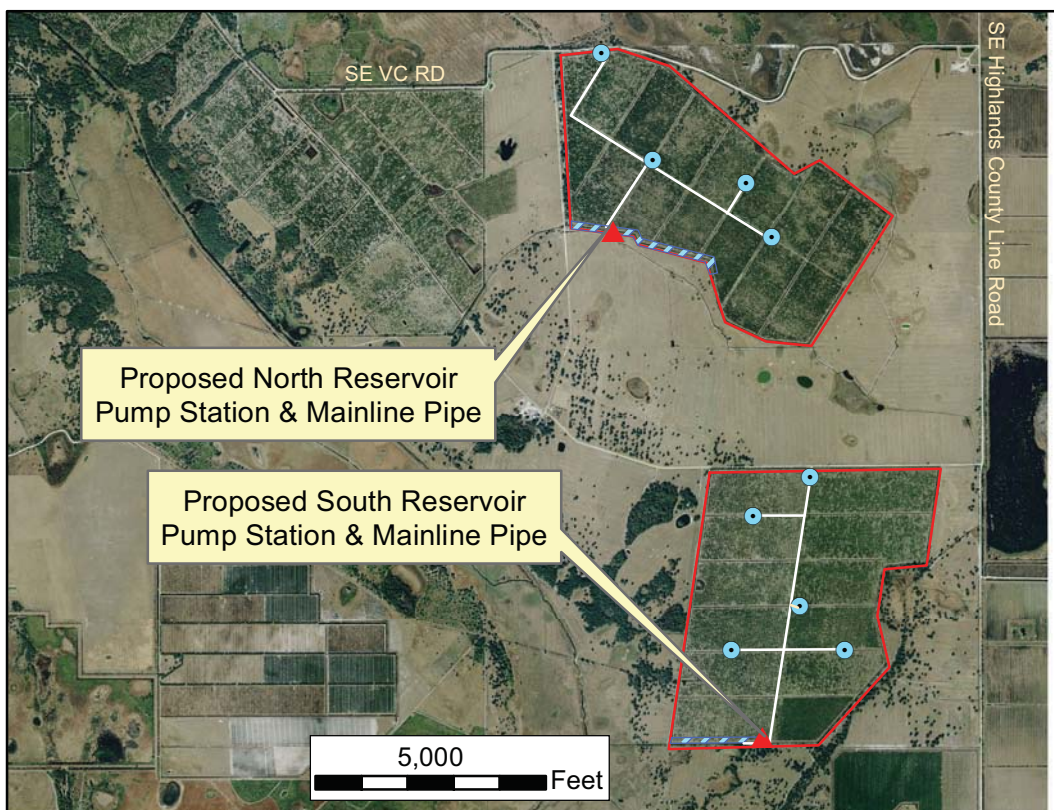 SE VC RD
SE Highlands County Line Road
Proposed North Reservoir
Pump Station & Mainline Pipe
Proposed South Reservoir
Pump Station & Mainline Pipe
5,000
Feet